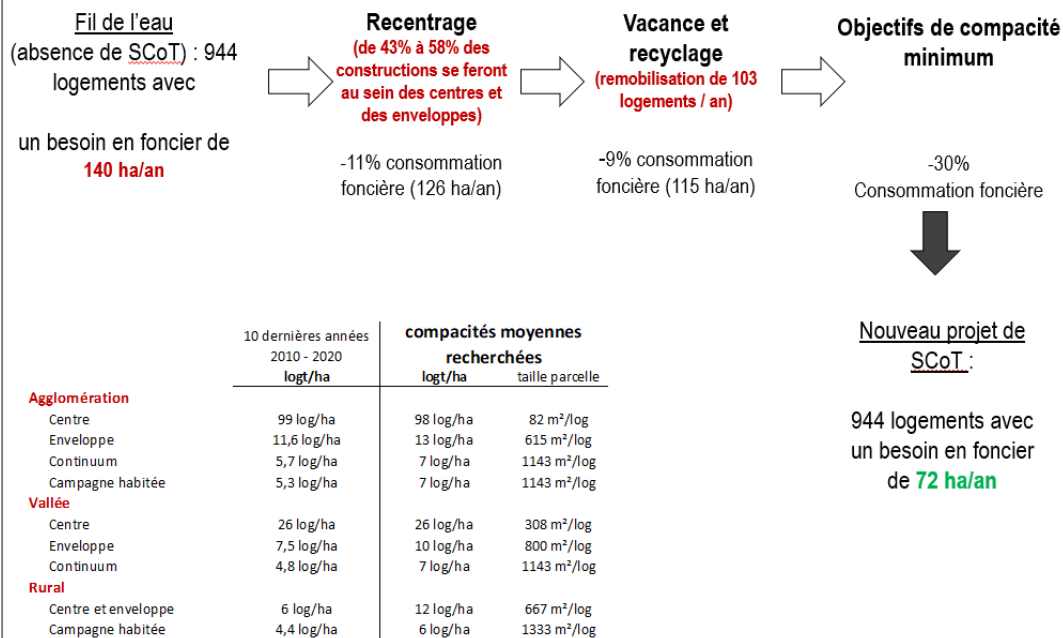 Fil de l'eau
(absence de SCoT) : 944
logements avec
un besoin en foncier de
140 ha/an
Recentrage
(de 43% à 58% des
constructions se feront
au sein des centres et
des enveloppes)
-11% consommation
foncière (126 ha/an)
Vacance et
recyclage
(remobilisation de 103
logements / an)
-9% consommation
foncière (115 ha/an)
Objectifs de compacité
minimum
-30%
Consommation foncière
Nouveau projet de
SCoT :
944 logements avec
un besoin en foncier
de 72 ha/an
10 dernières années compacités moyennes
2010 - 2020 recherchées
logt/ha logt/ha taille parcelle
Agglomération
Centre 99 log/ha 98 log/ha 82 m²/log
Enveloppe 11,6 log/ha 13 log/ha 615 m²/log
Continuum 5,7 log/ha 7 log/ha 1143 m²/log
Campagne habitée 5,3 log/ha 7 log/ha 1143 m²/log
Vallée
Centre 26 log/ha 26 log/ha 308 m²/log
Enveloppe 7,5 log/ha 10 log/ha 800 m²/log
Continuum 4,8 log/ha 7 log/ha 1143 m²/log
Rural
Centre et enveloppe 6 log/ha 12 log/ha 667 m²/log
Campagne habitée 4,4 log/ha 6 log/ha 1333 m²/log